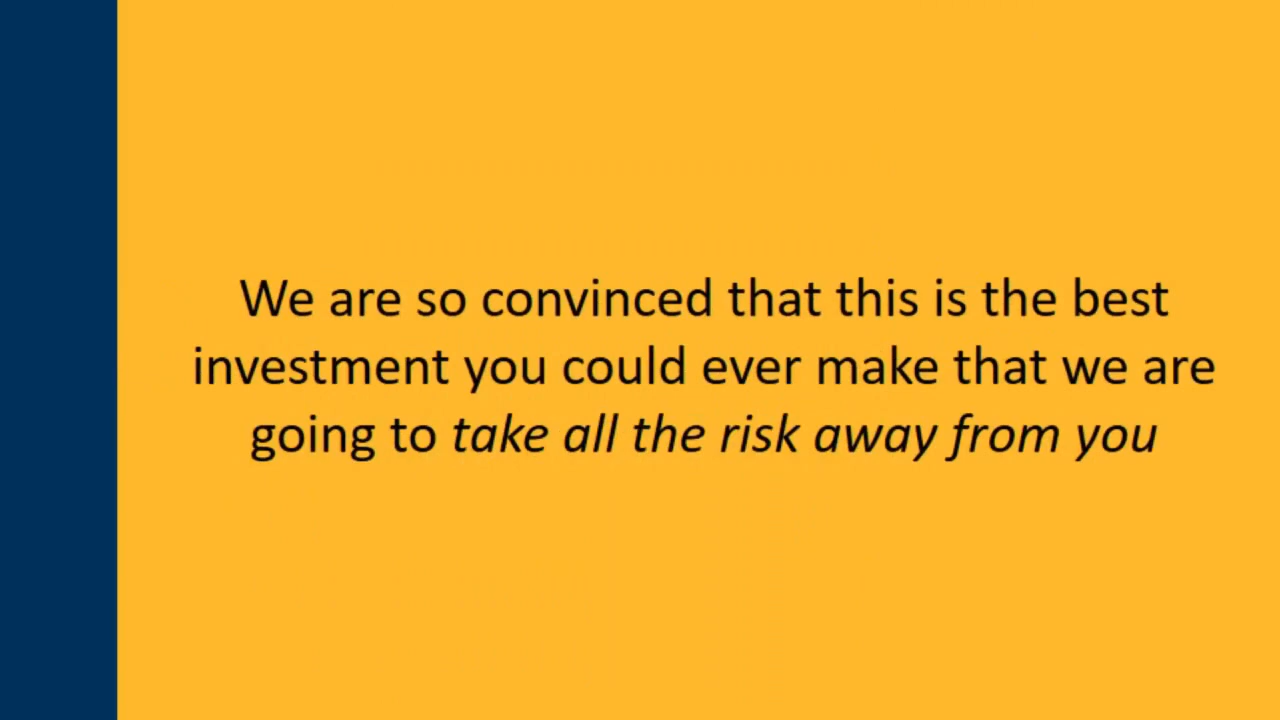 We are so convinced that this is the best
investment you could ever make that we are
going to take all the risk away from you